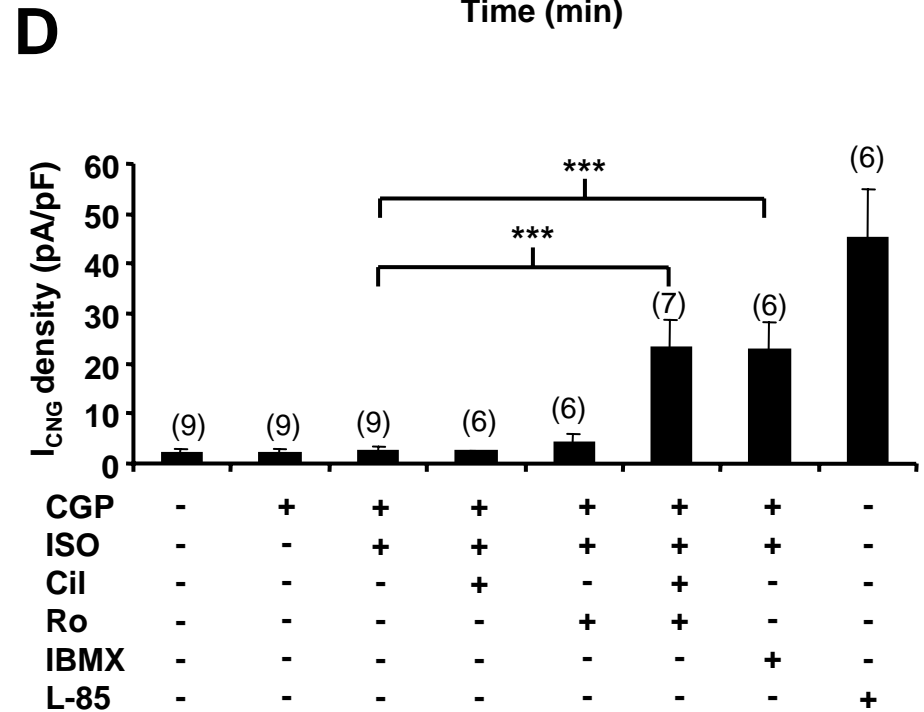 Time (min)
D
I_CNG density (pA/pF)
60
50
40
30
20
10
0
***
***
(9) (9) (9) (6) (6) (7) (6) (6)
CGP - + + + + + + -
ISO - - + + + + + -
Cil - - - + - + - -
Ro - - - - + + - -
IBMX - - - - - - + -
L-85 - - - - - - - +